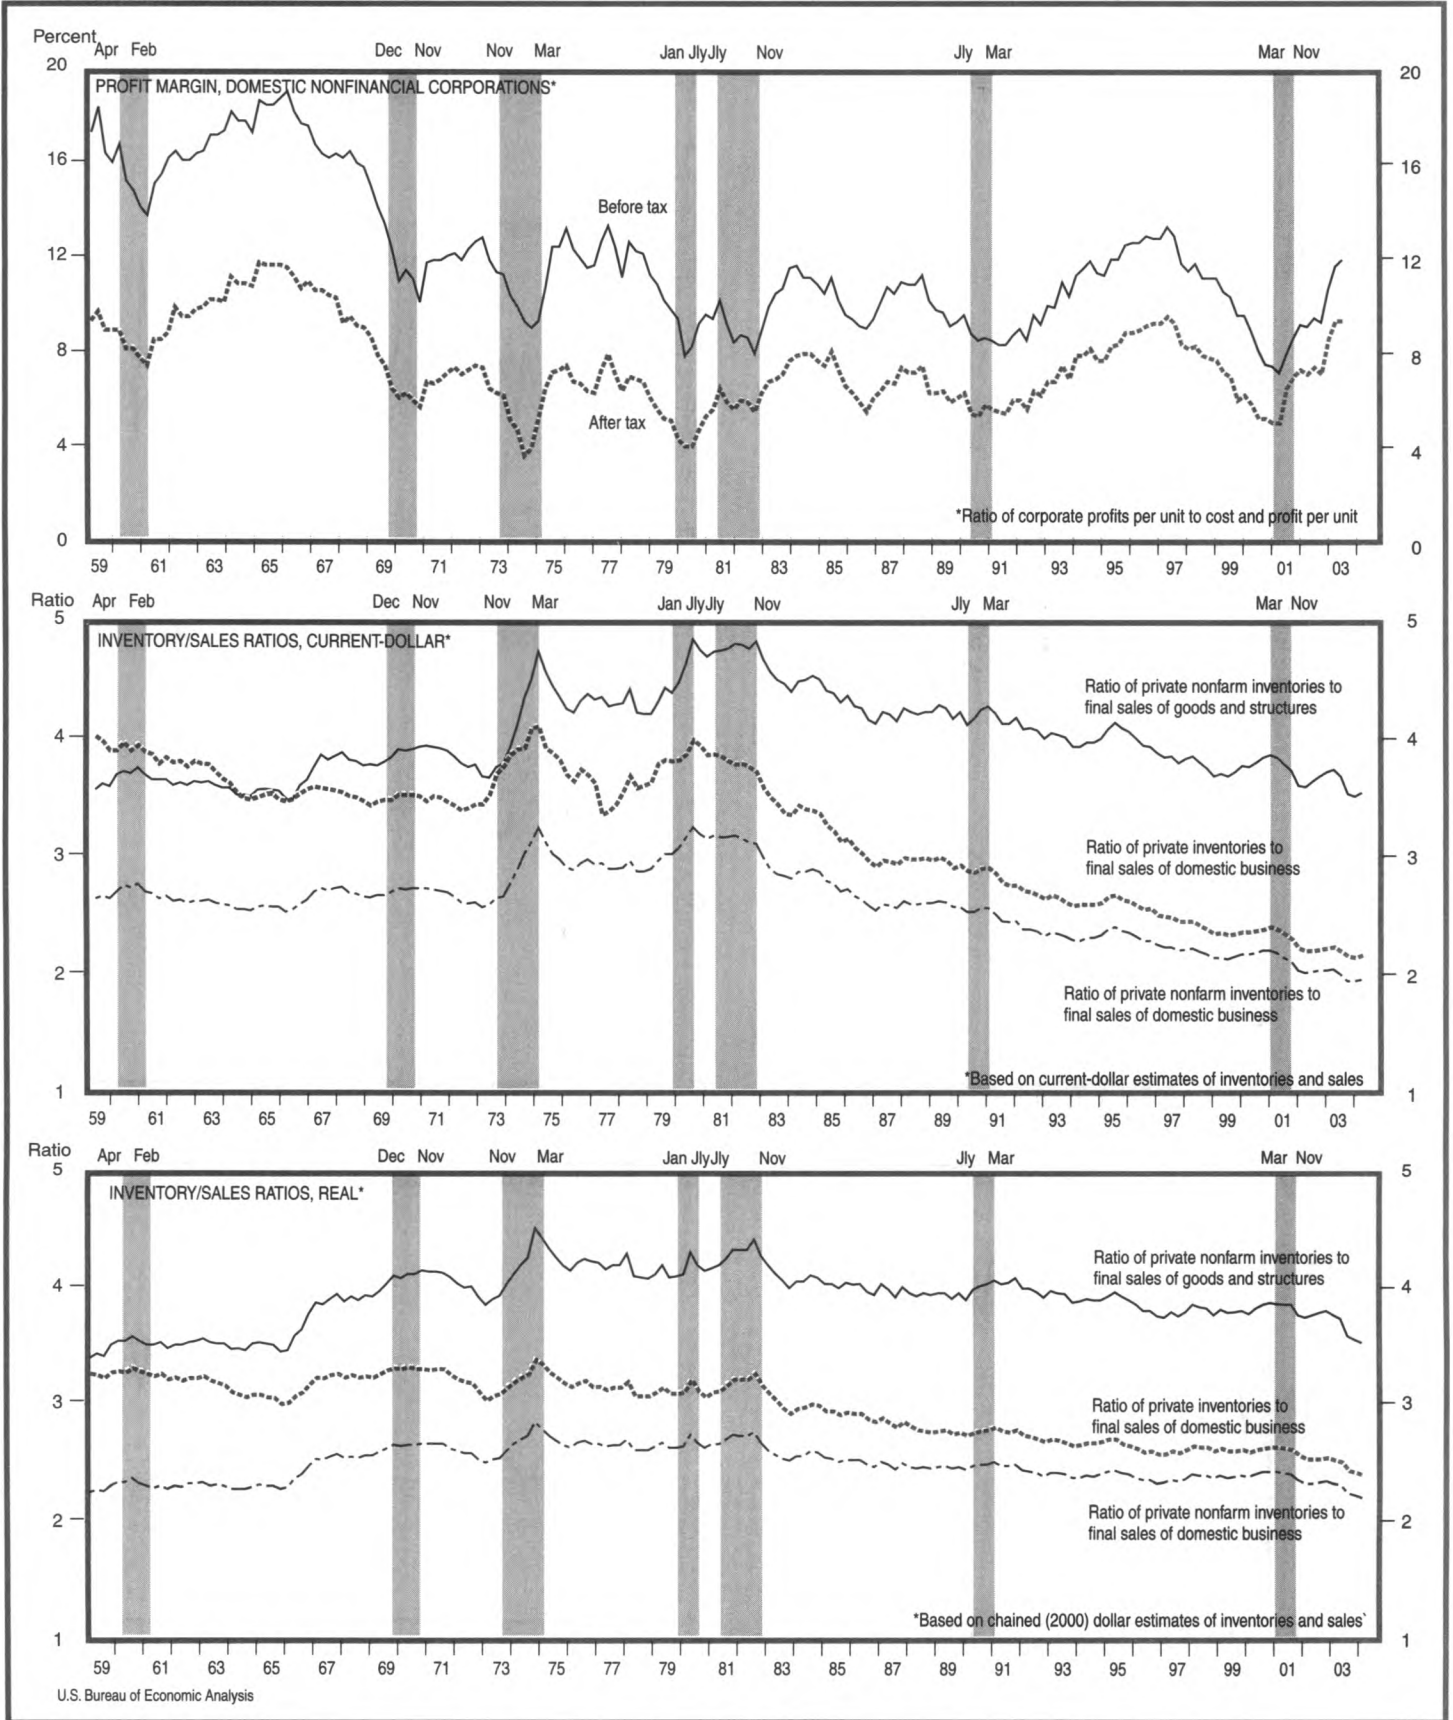 Percent
Apr Feb Dec Nov Nov Mar Jan Jly Jly Nov Jly Mar Mar Nov
PROFIT MARGIN, DOMESTIC NONFINANCIAL CORPORATIONS*
20 20
16 16
Before tax
12 12
8 8
After tax
4 4
*Ratio of corporate profits per unit to cost and profit per unit
0 0
59 61 63 65 67 69 71 73 75 77 79 81 83 85 87 89 91 93 95 97 99 01 03
Ratio
Apr Feb Dec Nov Nov Mar Jan Jly Jly Nov Jly Mar Mar Nov
5 5
INVENTORY/SALES RATIOS, CURRENT-DOLLAR*
Ratio of private nonfarm inventories to
final sales of goods and structures
4 4
Ratio of private inventories to
final sales of domestic business
3 3
2 2
Ratio of private nonfarm inventories to
final sales of domestic business
*Based on current-dollar estimates of inventories and sales
1 1
59 61 63 65 67 69 71 73 75 77 79 81 83 85 87 89 91 93 95 97 99 01 03
Ratio
Apr Feb Dec Nov Nov Mar Jan Jly Jly Nov Jly Mar Mar Nov
5 5
INVENTORY/SALES RATIOS, REAL*
Ratio of private nonfarm inventories to
final sales of goods and structures
4 4
Ratio of private inventories to
final sales of domestic business
3 3
Ratio of private nonfarm inventories to
final sales of domestic business
2 2
*Based on chained (2000) dollar estimates of inventories and sales`
1 1
59 61 63 65 67 69 71 73 75 77 79 81 83 85 87 89 91 93 95 97 99 01 03
U.S. Bureau of Economic Analysis